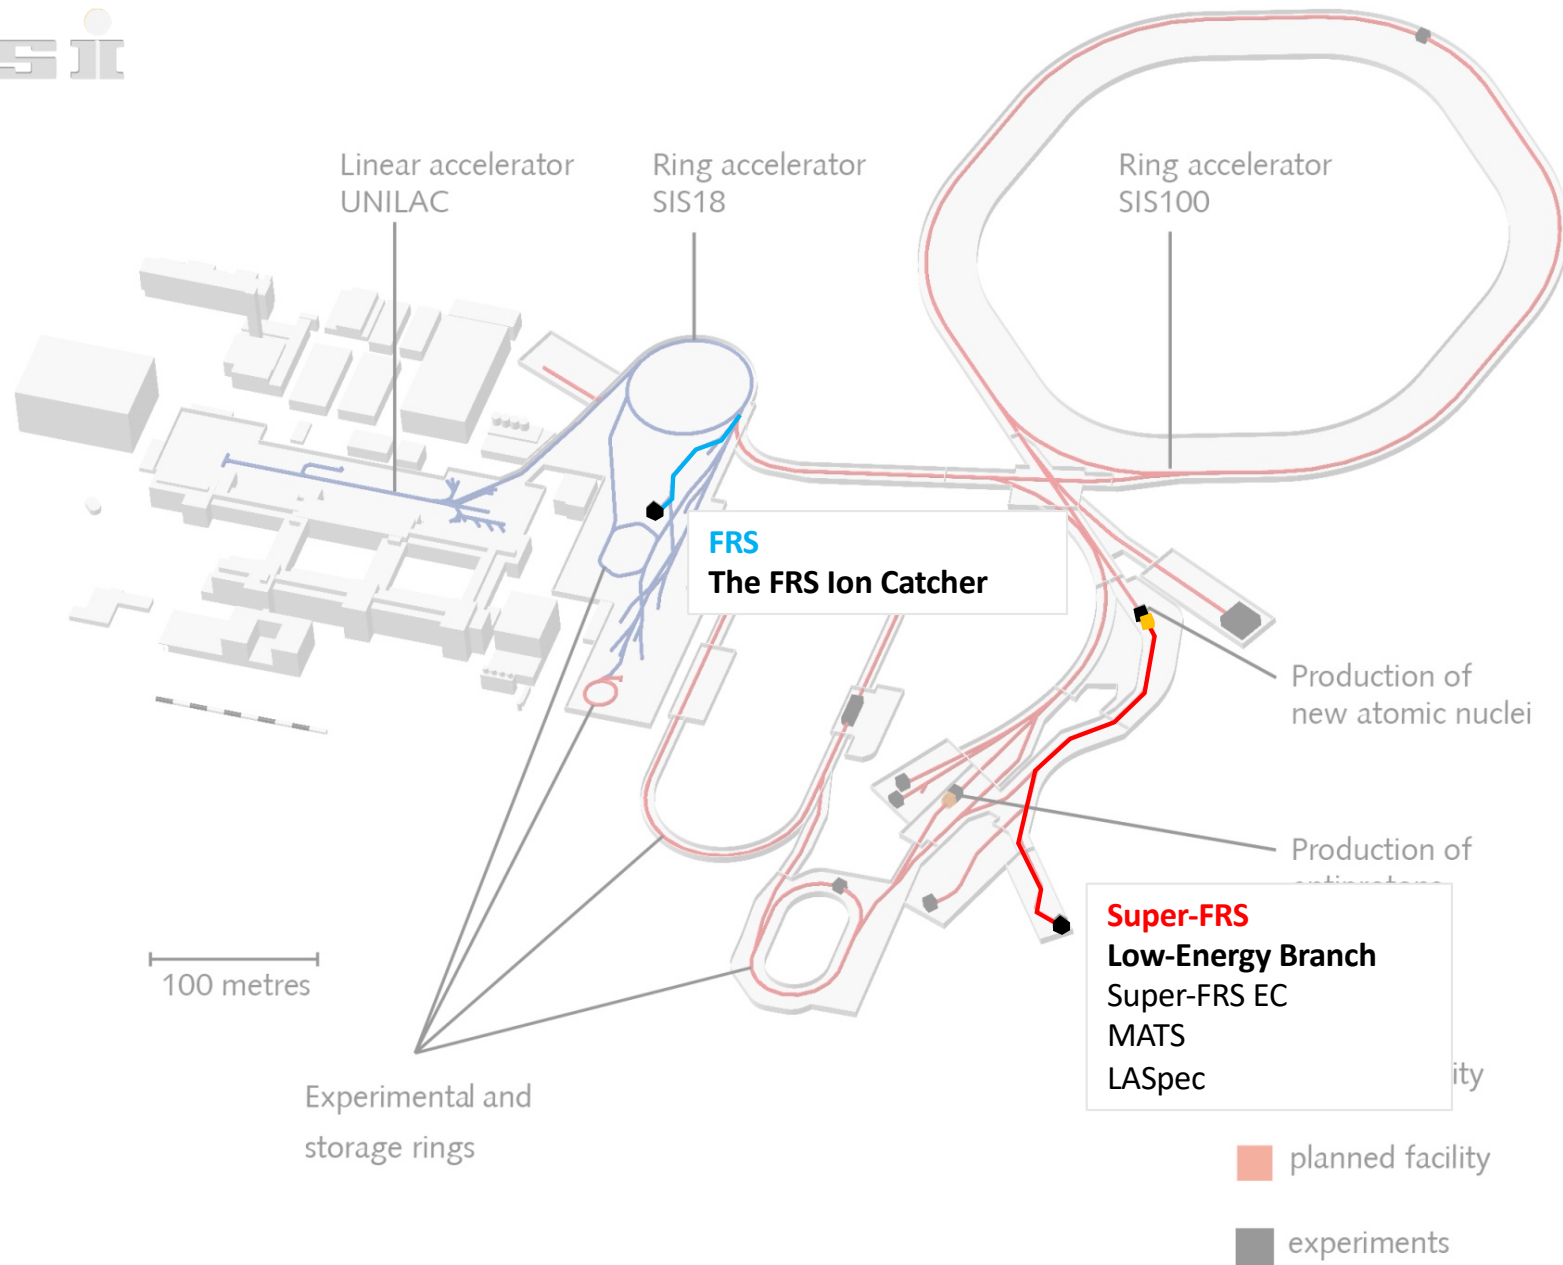 si
Linear accelerator
UNILAC
Ring accelerator
SIS18
Ring accelerator
SIS100
FRS
The FRS Ion Catcher
Production of
new atomic nuclei
Production of
Super-FRS
Low-Energy Branch
Super-FRS EC
MATS
LASpec
100 metres
Experimental and
storage rings
ity
planned facility
experiments